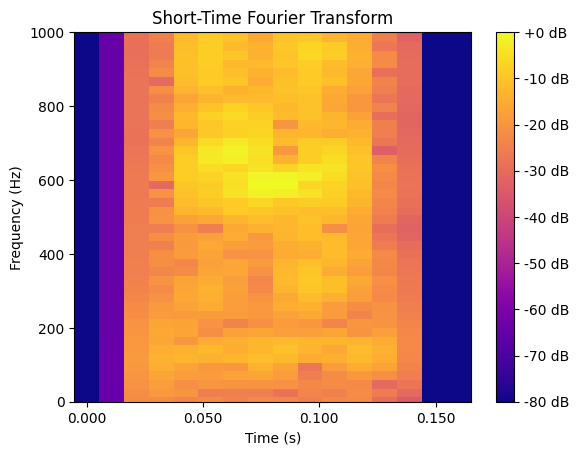 Short-Time Fourier Transform
1000
800
600
400
200
0
Frequency (Hz)
0.000
0.050
0.100
0.150
Time (s)
+0 dB
-10 dB
-20 dB
-30 dB
-40 dB
-50 dB
-60 dB
-70 dB
-80 dB